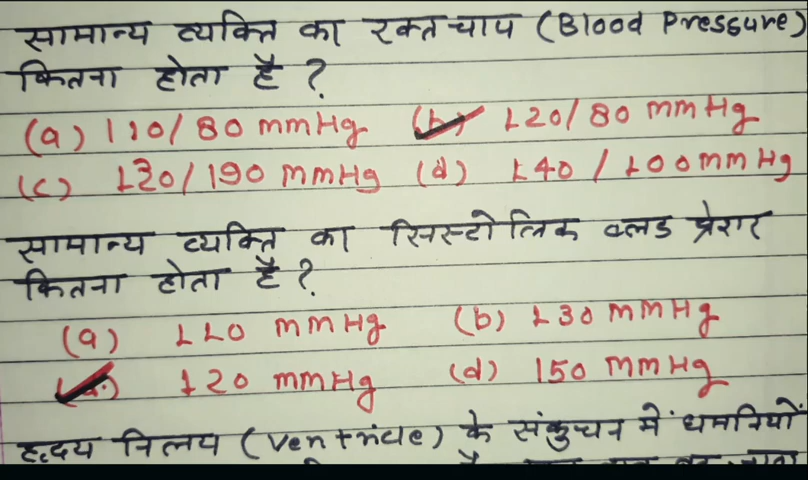 सामान्य व्यक्ति का रक्तचाप (Blood Pressure)
कितना होता है ?
(a) 110/80 mmHg (b) 120/80 mmHg
(c) 130/190 mmHg (d) 140/100 mmHg
सामान्य व्यक्ति का सिस्टोलिक ब्लड प्रेशर
कितना होता है ?
(a) 110 mmHg (b) 130 mmHg
120 mmHg (d) 150 mmHg
हृदय निलय (Ventricle) के संकुचन में धमनियों